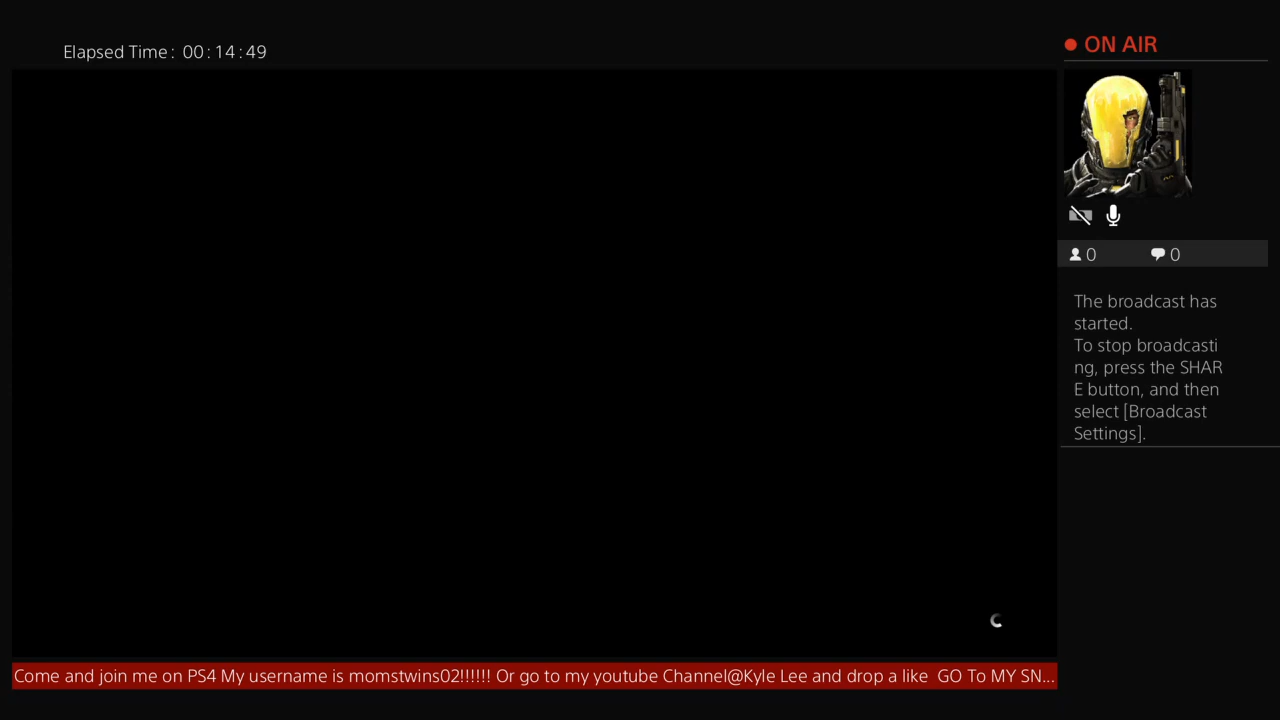 Elapsed Time: 00:14:49
ON AIR
0 0
The broadcast has
started.
To stop broadcasti
ng, press the SHAR
E button, and then
select [Broadcast
Settings].
Come and join me on PS4 My username is momstwins02!!!!!! Or go to my youtube Channel@Kyle Lee and drop a like GO To MY SN...